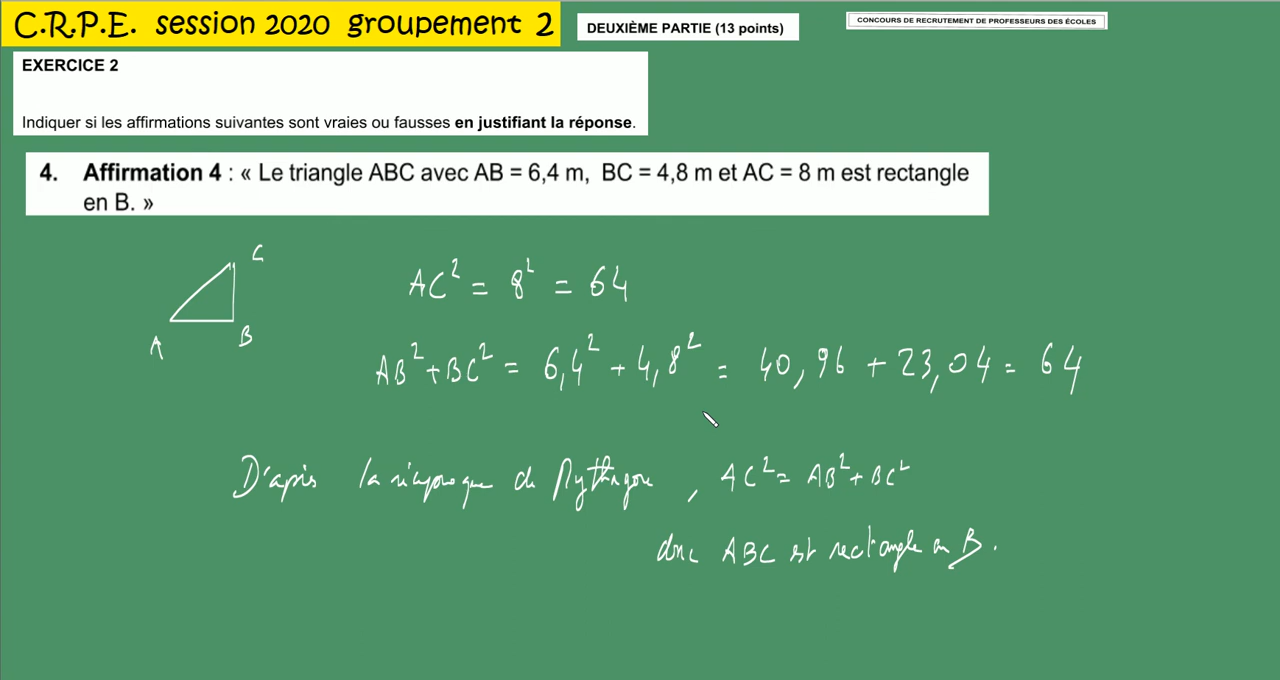 C.R.P.E. session 2020 groupement 2
DEUXIÈME PARTIE (13 points)
CONCOURS DE RECRUTEMENT DE PROFESSEURS DES ÉCOLES
EXERCICE 2
Indiquer si les affirmations suivantes sont vraies ou fausses en justifiant la réponse.
4. Affirmation 4 : « Le triangle ABC avec AB = 6,4 m, BC = 4,8 m et AC = 8 m est rectangle
en B. »
C
A
B
AC² = 8² = 64
AB² + BC² = 6,4² + 4,8² = 40,96 + 23,04 = 64
D'après la réciproque de Pythagore, AC² = AB² + BC²
donc ABC est rectangle en B.